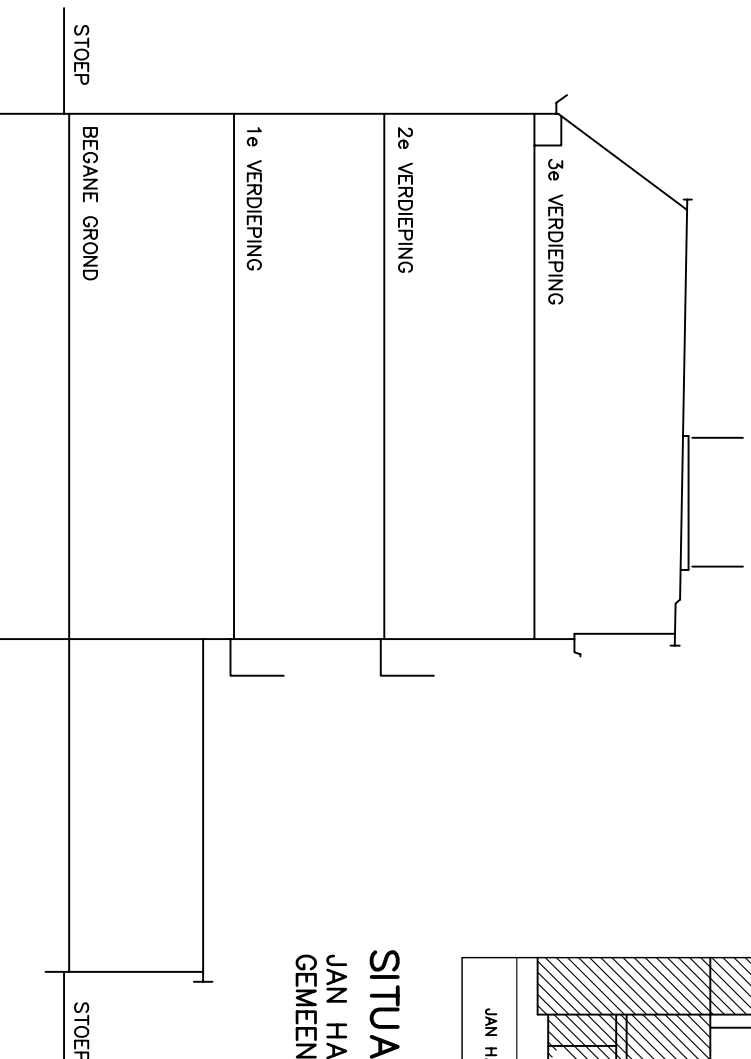 STOEP
3e VERDIEPING
2e VERDIEPING
1e VERDIEPING
BEGANE GROND
STOEP
SITUA
JAN HA
GEMEEN
JAN H.